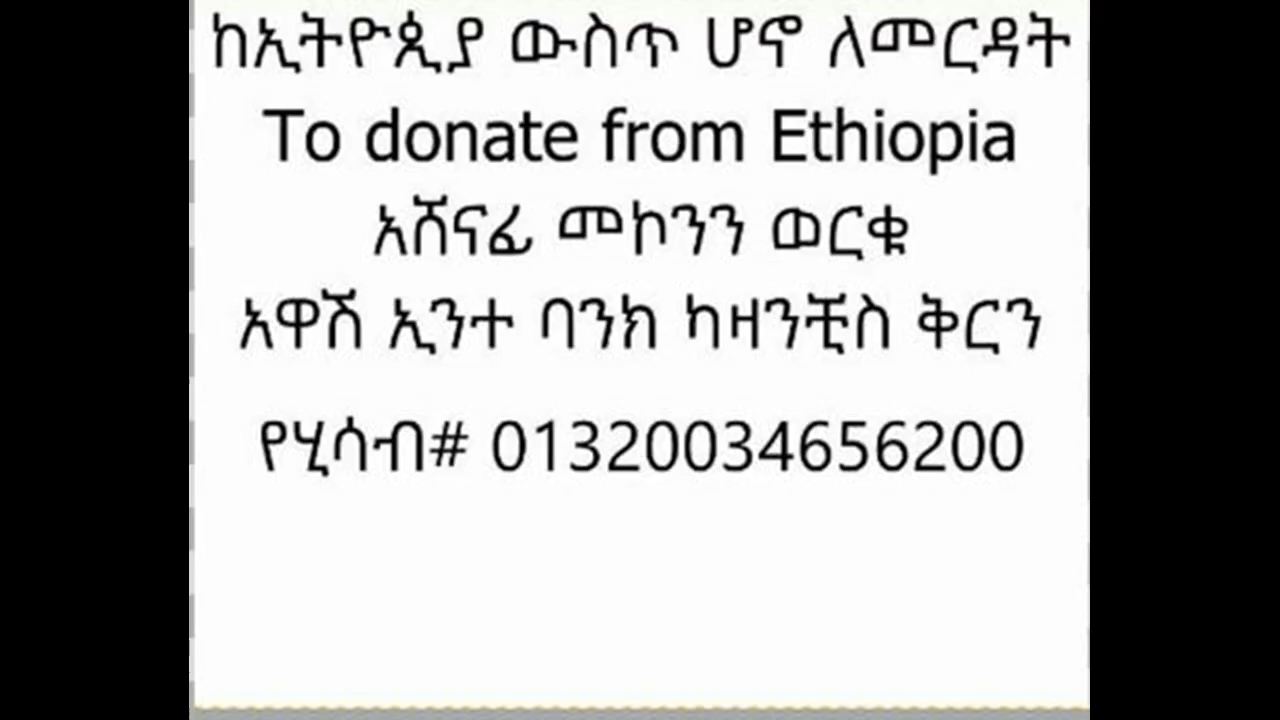 ከኢትዮጲያ ውስጥ ሆኖ ለመርዳት
To donate from Ethiopia
አሸናፊ መኮንን ወርቁ
አዋሽ ኢንተ ባንክ ካዛንቺስ ቅርን
የሂሳብ# 01320034656200